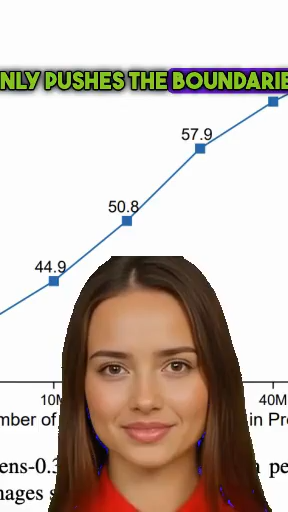 NLY PUSHES THE BOUNDARIE
57.9
50.8
44.9
10M 40M
mber of in Pr
ens-0.3 pe
nages s